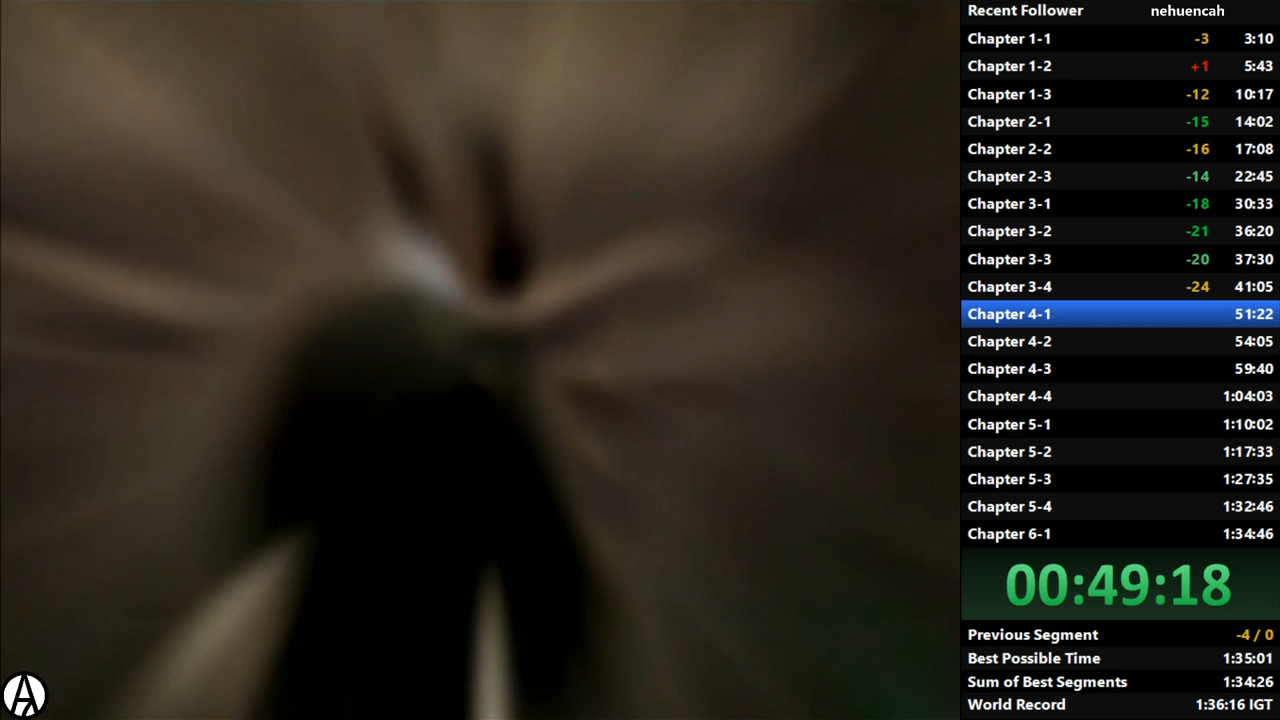 Recent Follower nehuencah
Chapter 1-1 -3 3:10
Chapter 1-2 +1 5:43
Chapter 1-3 -12 10:17
Chapter 2-1 -15 14:02
Chapter 2-2 -16 17:08
Chapter 2-3 -14 22:45
Chapter 3-1 -18 30:33
Chapter 3-2 -21 36:20
Chapter 3-3 -20 37:30
Chapter 3-4 -24 41:05
Chapter 4-1 51:22
Chapter 4-2 54:05
Chapter 4-3 59:40
Chapter 4-4 1:04:03
Chapter 5-1 1:10:02
Chapter 5-2 1:17:33
Chapter 5-3 1:27:35
Chapter 5-4 1:32:46
Chapter 6-1 1:34:46
00:49:18
Previous Segment -4 / 0
Best Possible Time 1:35:01
Sum of Best Segments 1:34:26
World Record 1:36:16 IGT